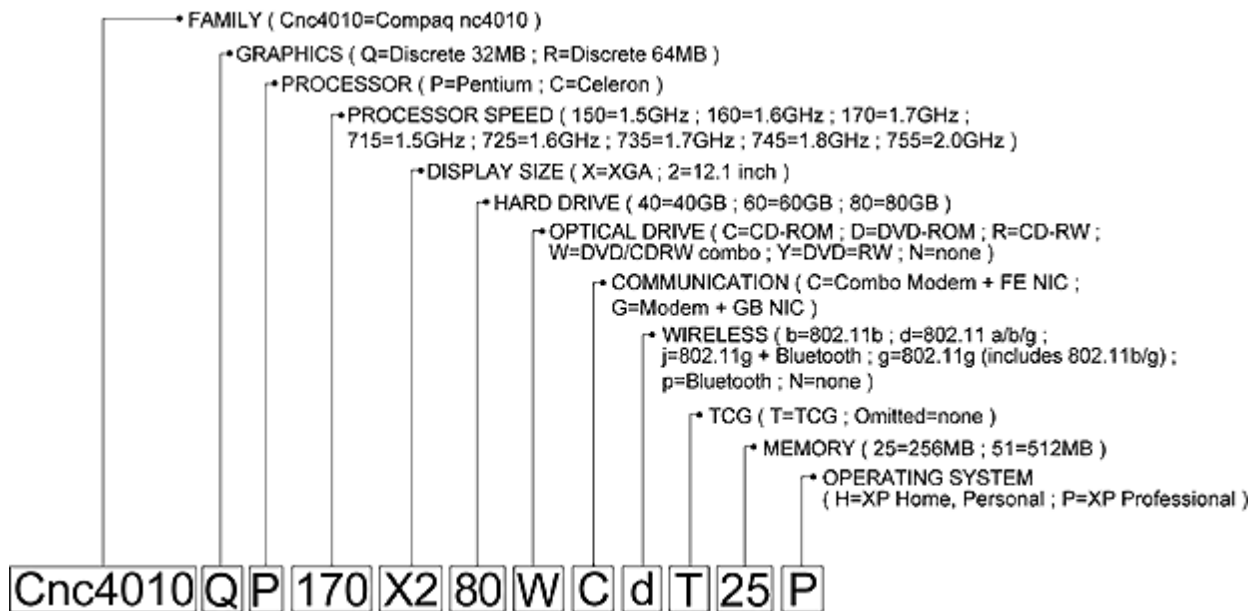 FAMILY ( Cnc4010=Compaq nc4010 )
GRAPHICS ( Q=Discrete 32MB ; R=Discrete 64MB )
PROCESSOR ( P=Pentium ; C=Celeron )
PROCESSOR SPEED ( 150=1.5GHz ; 160=1.6GHz ; 170=1.7GHz ;
715=1.5GHz ; 725=1.6GHz ; 735=1.7GHz ; 745=1.8GHz ; 755=2.0GHz )
DISPLAY SIZE ( X=XGA ; 2=12.1 inch )
HARD DRIVE ( 40=40GB ; 60=60GB ; 80=80GB )
OPTICAL DRIVE ( C=CD-ROM ; D=DVD-ROM ; R=CD-RW ;
W=DVD/CDRW combo ; Y=DVD=RW ; N=none )
COMMUNICATION ( C=Combo Modem + FE NIC ;
G=Modem + GB NIC )
WIRELESS ( b=802.11b ; d=802.11 a/b/g ;
j=802.11g + Bluetooth ; g=802.11g (includes 802.11b/g) ;
p=Bluetooth ; N=none )
TCG ( T=TCG ; Omitted=none )
MEMORY ( 25=256MB ; 51=512MB )
OPERATING SYSTEM
( H=XP Home, Personal ; P=XP Professional )
Cnc4010 Q P 170 X2 80 W C d T 25 P